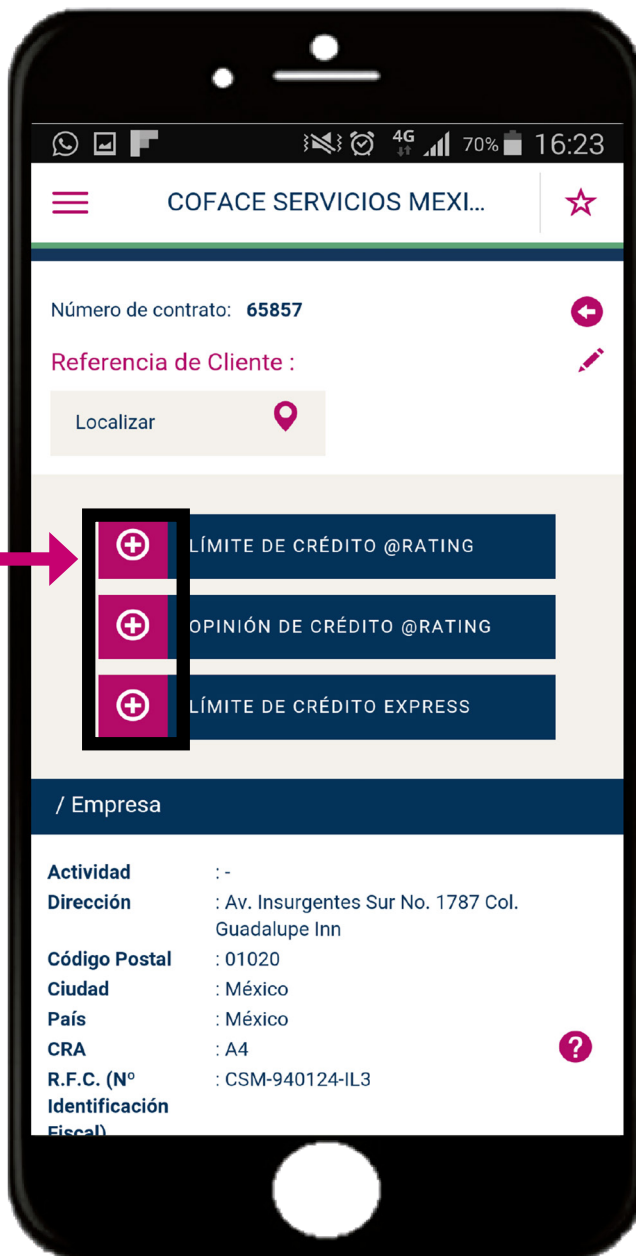 4G 70% 16:23
COFACE SERVICIOS MEXI...
Número de contrato: 65857
Referencia de Cliente :
Localizar
LÍMITE DE CRÉDITO @RATING
OPINIÓN DE CRÉDITO @RATING
LÍMITE DE CRÉDITO EXPRESS
/ Empresa
Actividad : -
Dirección : Av. Insurgentes Sur No. 1787 Col.
Guadalupe Inn
Código Postal : 01020
Ciudad : México
País : México
CRA : A4
R.F.C. (Nº : CSM-940124-IL3
Identificación
Fiscal)